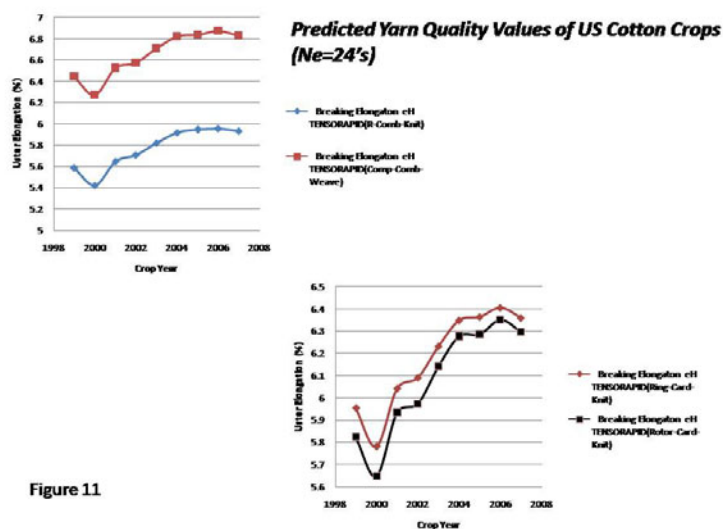 Predicted Yarn Quality Values of US Cotton Crops
(Ne=24's)
Uster Elongation (%)
7
6.8
6.6
6.4
6.2
6
5.8
5.6
5.4
5.2
5
1998 2000 2002 2004 2006 2008
Crop Year
Breaking Elongaton eH
TENSORAPID(R-Comb-Knit)
Breaking Elongaton eH
TENSORAPID(Comp-Comb-
Weave)
Uster Elongation (%)
6.5
6.4
6.3
6.2
6.1
6
5.9
5.8
5.7
5.6
1998 2000 2002 2004 2006 2008
Crop Year
Breaking Elongaton eH
TENSORAPID(Ring-Card-
Knit)
Breaking Elongaton eH
TENSORAPID(Rotor-Card-
Knit)
Figure 11